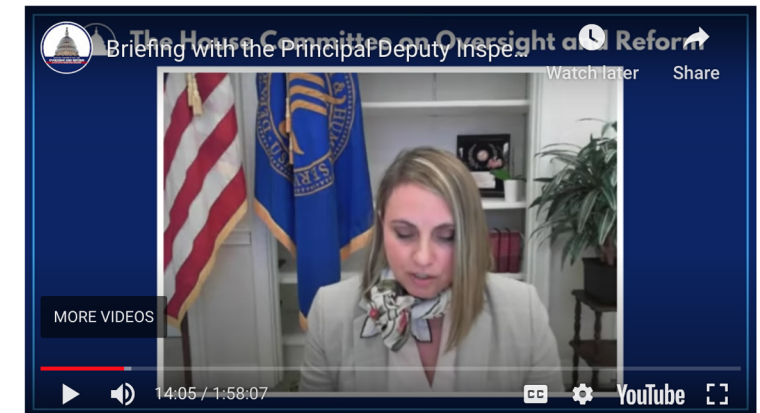 The House Committee on Oversight and Reform
Briefing with the Principal Deputy Inspe...
Watch later
Share
MORE VIDEOS
14:05 / 1:58:07
CC
YouTube